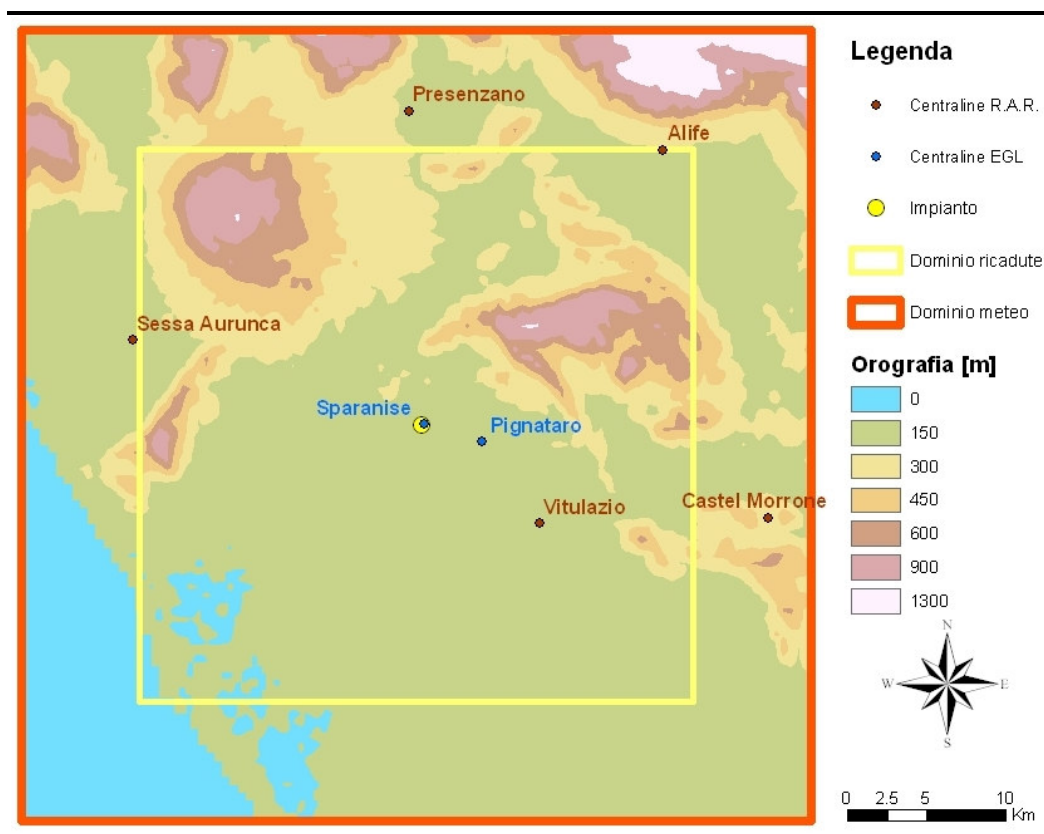 Presenzano
Alife
Sessa Aurunca
Sparanise
Pignataro
Vitulazio
Castel Morrone
Legenda
Centraline R.A.R.
Centraline EGL
Impianto
Dominio ricadute
Dominio meteo
Orografia [m]
0
150
300
450
600
900
1300
N
W E
S
0 2.5 5 10
Km